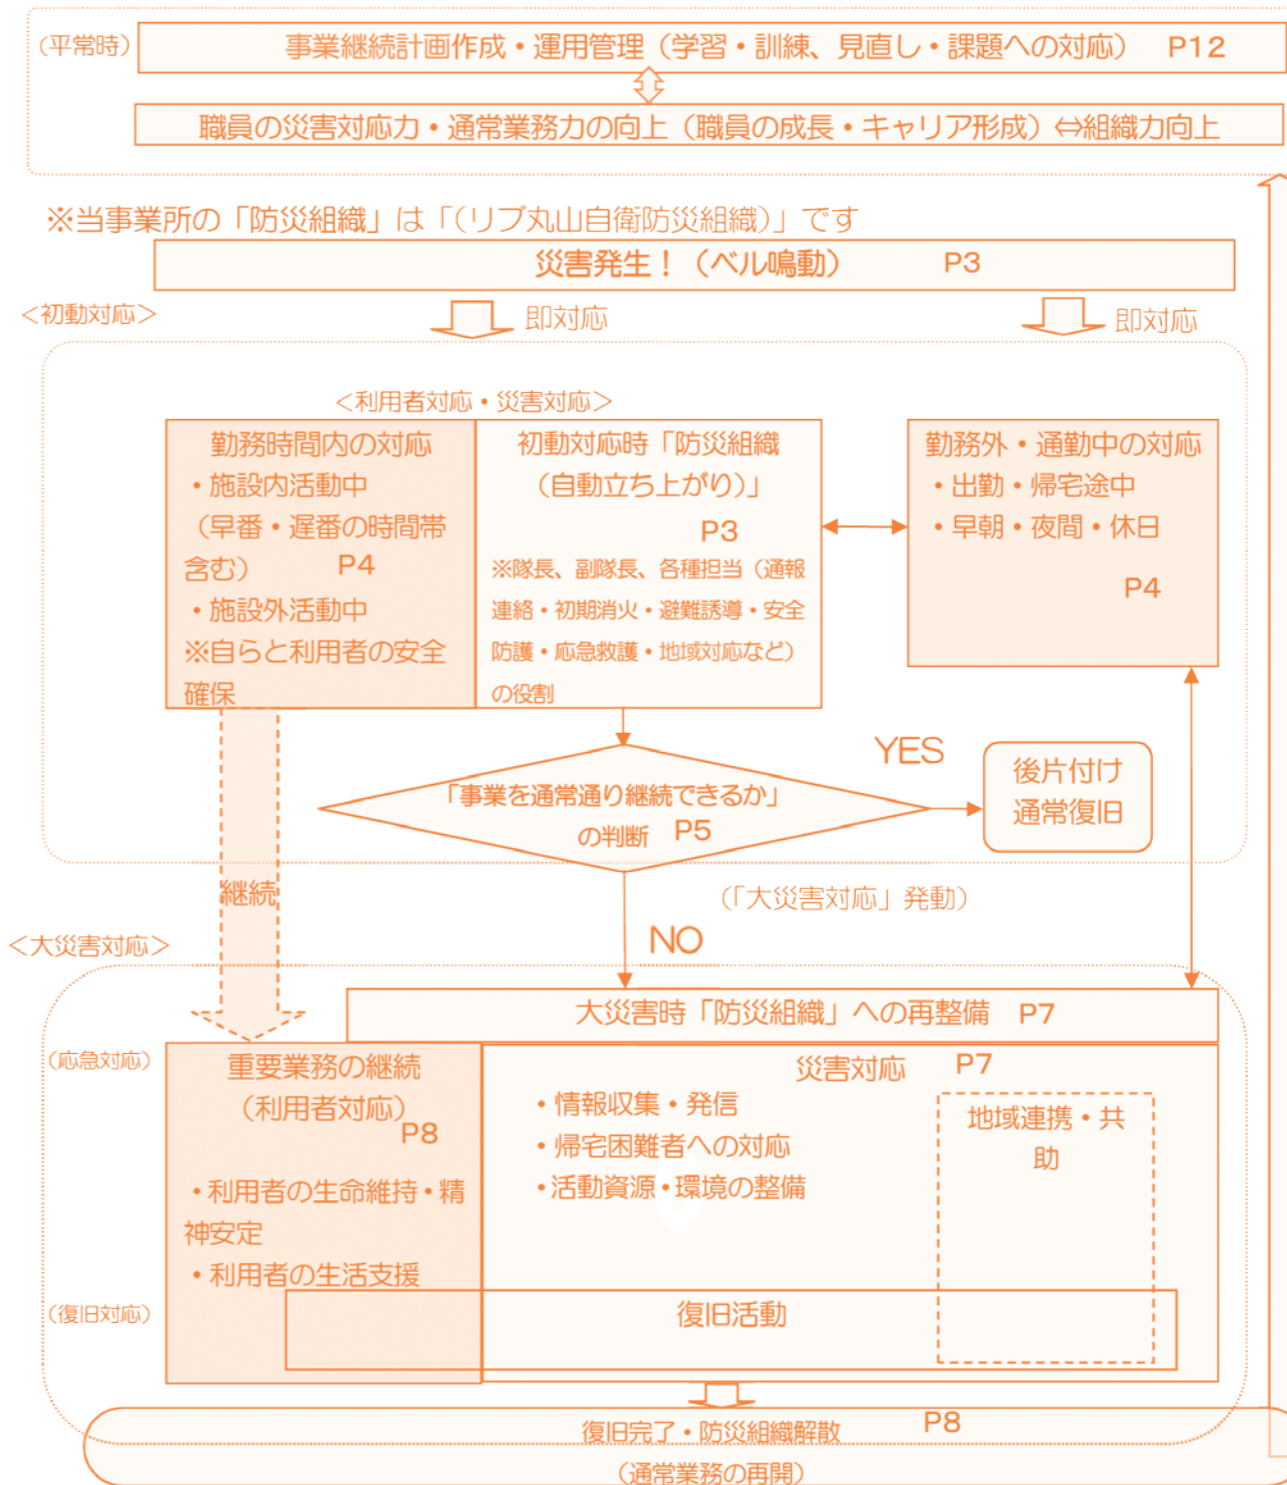 (平常時)
事業継続計画作成・運用管理(学習・訓練、見直し・課題への対応) P12
職員の災害対応力・通常業務力の向上(職員の成長・キャリア形成)⇔組織力向上
※当事業所の「防災組織」は「(リブ丸山自衛防災組織)」です
災害発生!(ベル鳴動) P3
<初動対応>
即対応
即対応
<利用者対応・災害対応>
勤務時間内の対応
・施設内活動中
(早番・遅番の時間帯
含む) P4
・施設外活動中
※自らと利用者の安全
確保
初動対応時「防災組織
(自動立ち上がり)」
P3
※隊長、副隊長、各種担当(通報
連絡・初期消火・避難誘導・安全
防護・応急救護・地域対応など)
の役割
勤務外・通勤中の対応
・出勤・帰宅途中
・早朝・夜間・休日
P4
「事業を通常通り継続できるか」
の判断 P5
YES
後片付け
通常復旧
継続
(「大災害対応」発動)
NO
<大災害対応>
大災害時「防災組織」への再整備 P7
(応急対応)
重要業務の継続
(利用者対応)
P8
・利用者の生命維持・精
神安定
・利用者の生活支援
災害対応 P7
・情報収集・発信
・帰宅困難者への対応
・活動資源・環境の整備
地域連携・共
助
(復旧対応)
復旧活動
復旧完了・防災組織解散 P8
(通常業務の再開)